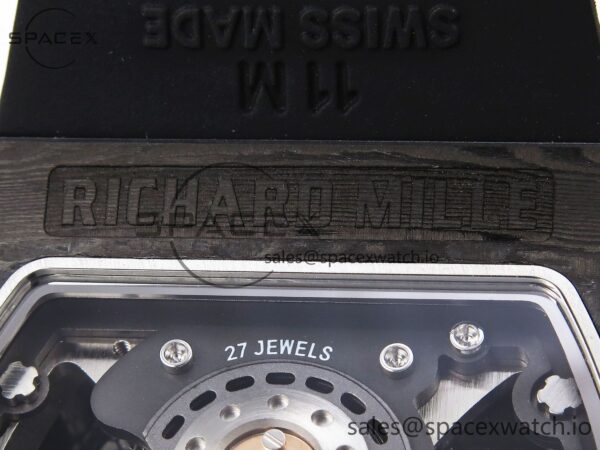 SPACEX
SWISS MADE
11 M
RICHARD MILLE
sales@spacexwatch.io
27 JEWELS
sales@spacexwatch.io